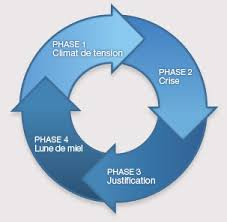 PHASE 1
Climat de tension
PHASE 2
Crise
PHASE 3
Justification
PHASE 4
Lune de miel